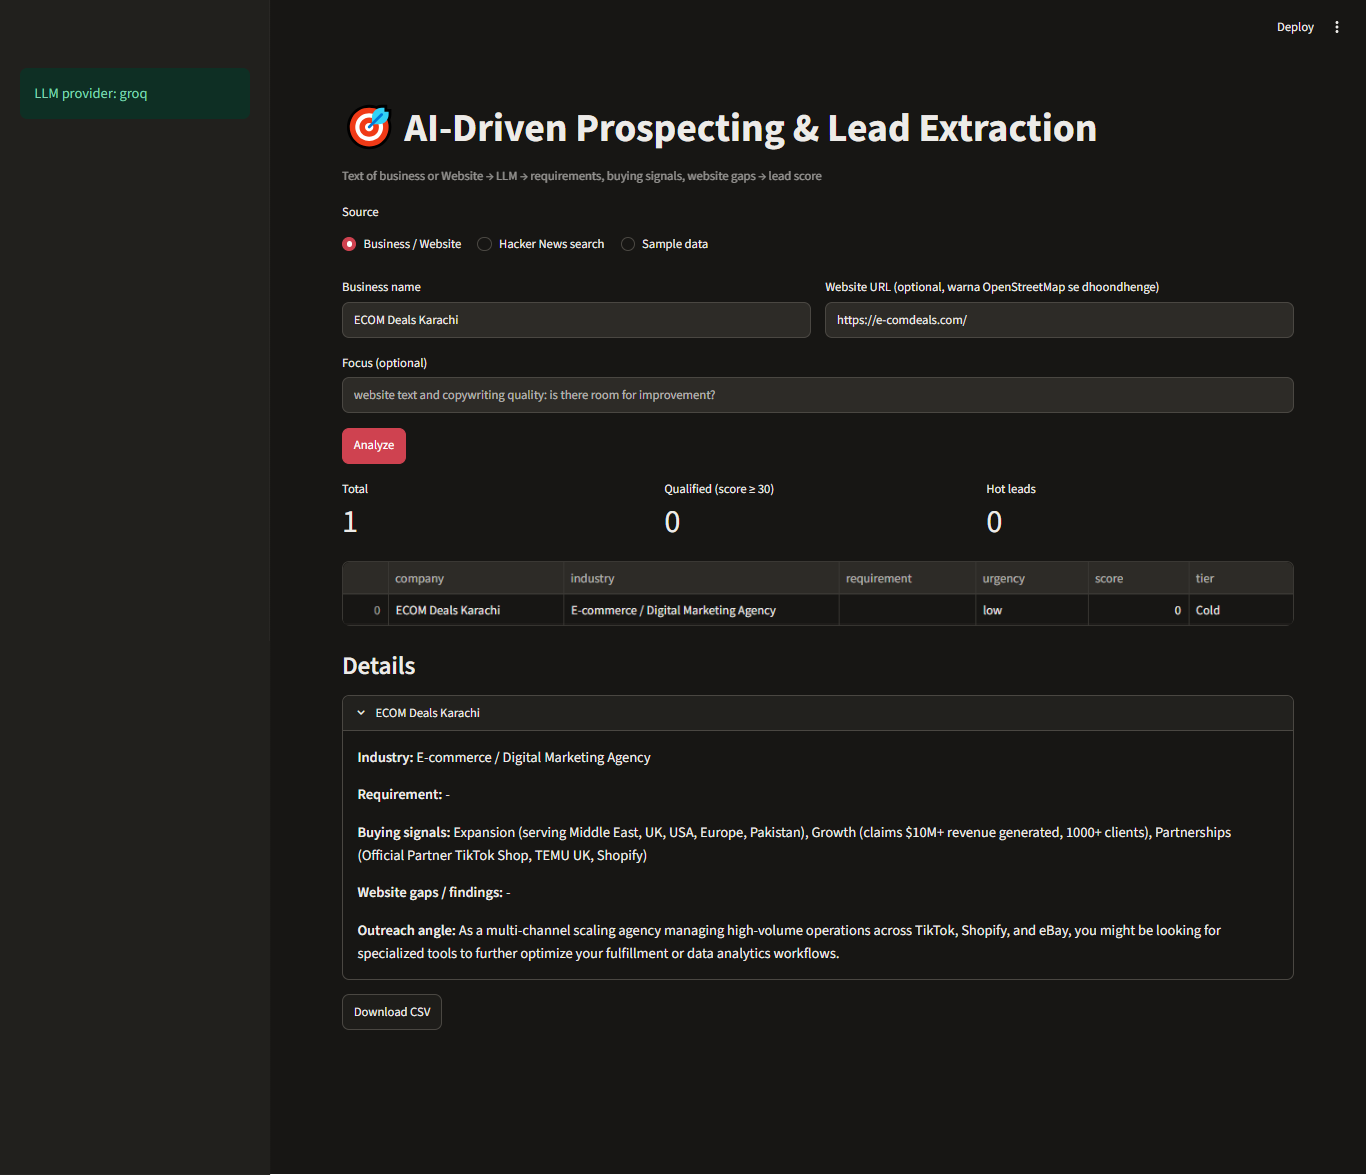 Deploy
LLM provider: groq
AI-Driven Prospecting & Lead Extraction
Text of business or Website → LLM → requirements, buying signals, website gaps → lead score
Source
Business / Website
Hacker News search
Sample data
Business name
Website URL (optional, warna OpenStreetMap se dhoondhenge)
ECOM Deals Karachi
https://e-comdeals.com/
Focus (optional)
website text and copywriting quality: is there room for improvement?
Analyze
Total
Qualified (score ≥ 30)
Hot leads
1
0
0
company industry requirement urgency score tier
0 ECOM Deals Karachi E-commerce / Digital Marketing Agency low 0 Cold
Details
ECOM Deals Karachi
Industry: E-commerce / Digital Marketing Agency
Requirement: -
Buying signals: Expansion (serving Middle East, UK, USA, Europe, Pakistan), Growth (claims $10M+ revenue generated, 1000+ clients), Partnerships
(Official Partner TikTok Shop, TEMU UK, Shopify)
Website gaps / findings: -
Outreach angle: As a multi-channel scaling agency managing high-volume operations across TikTok, Shopify, and eBay, you might be looking for
specialized tools to further optimize your fulfillment or data analytics workflows.
Download CSV